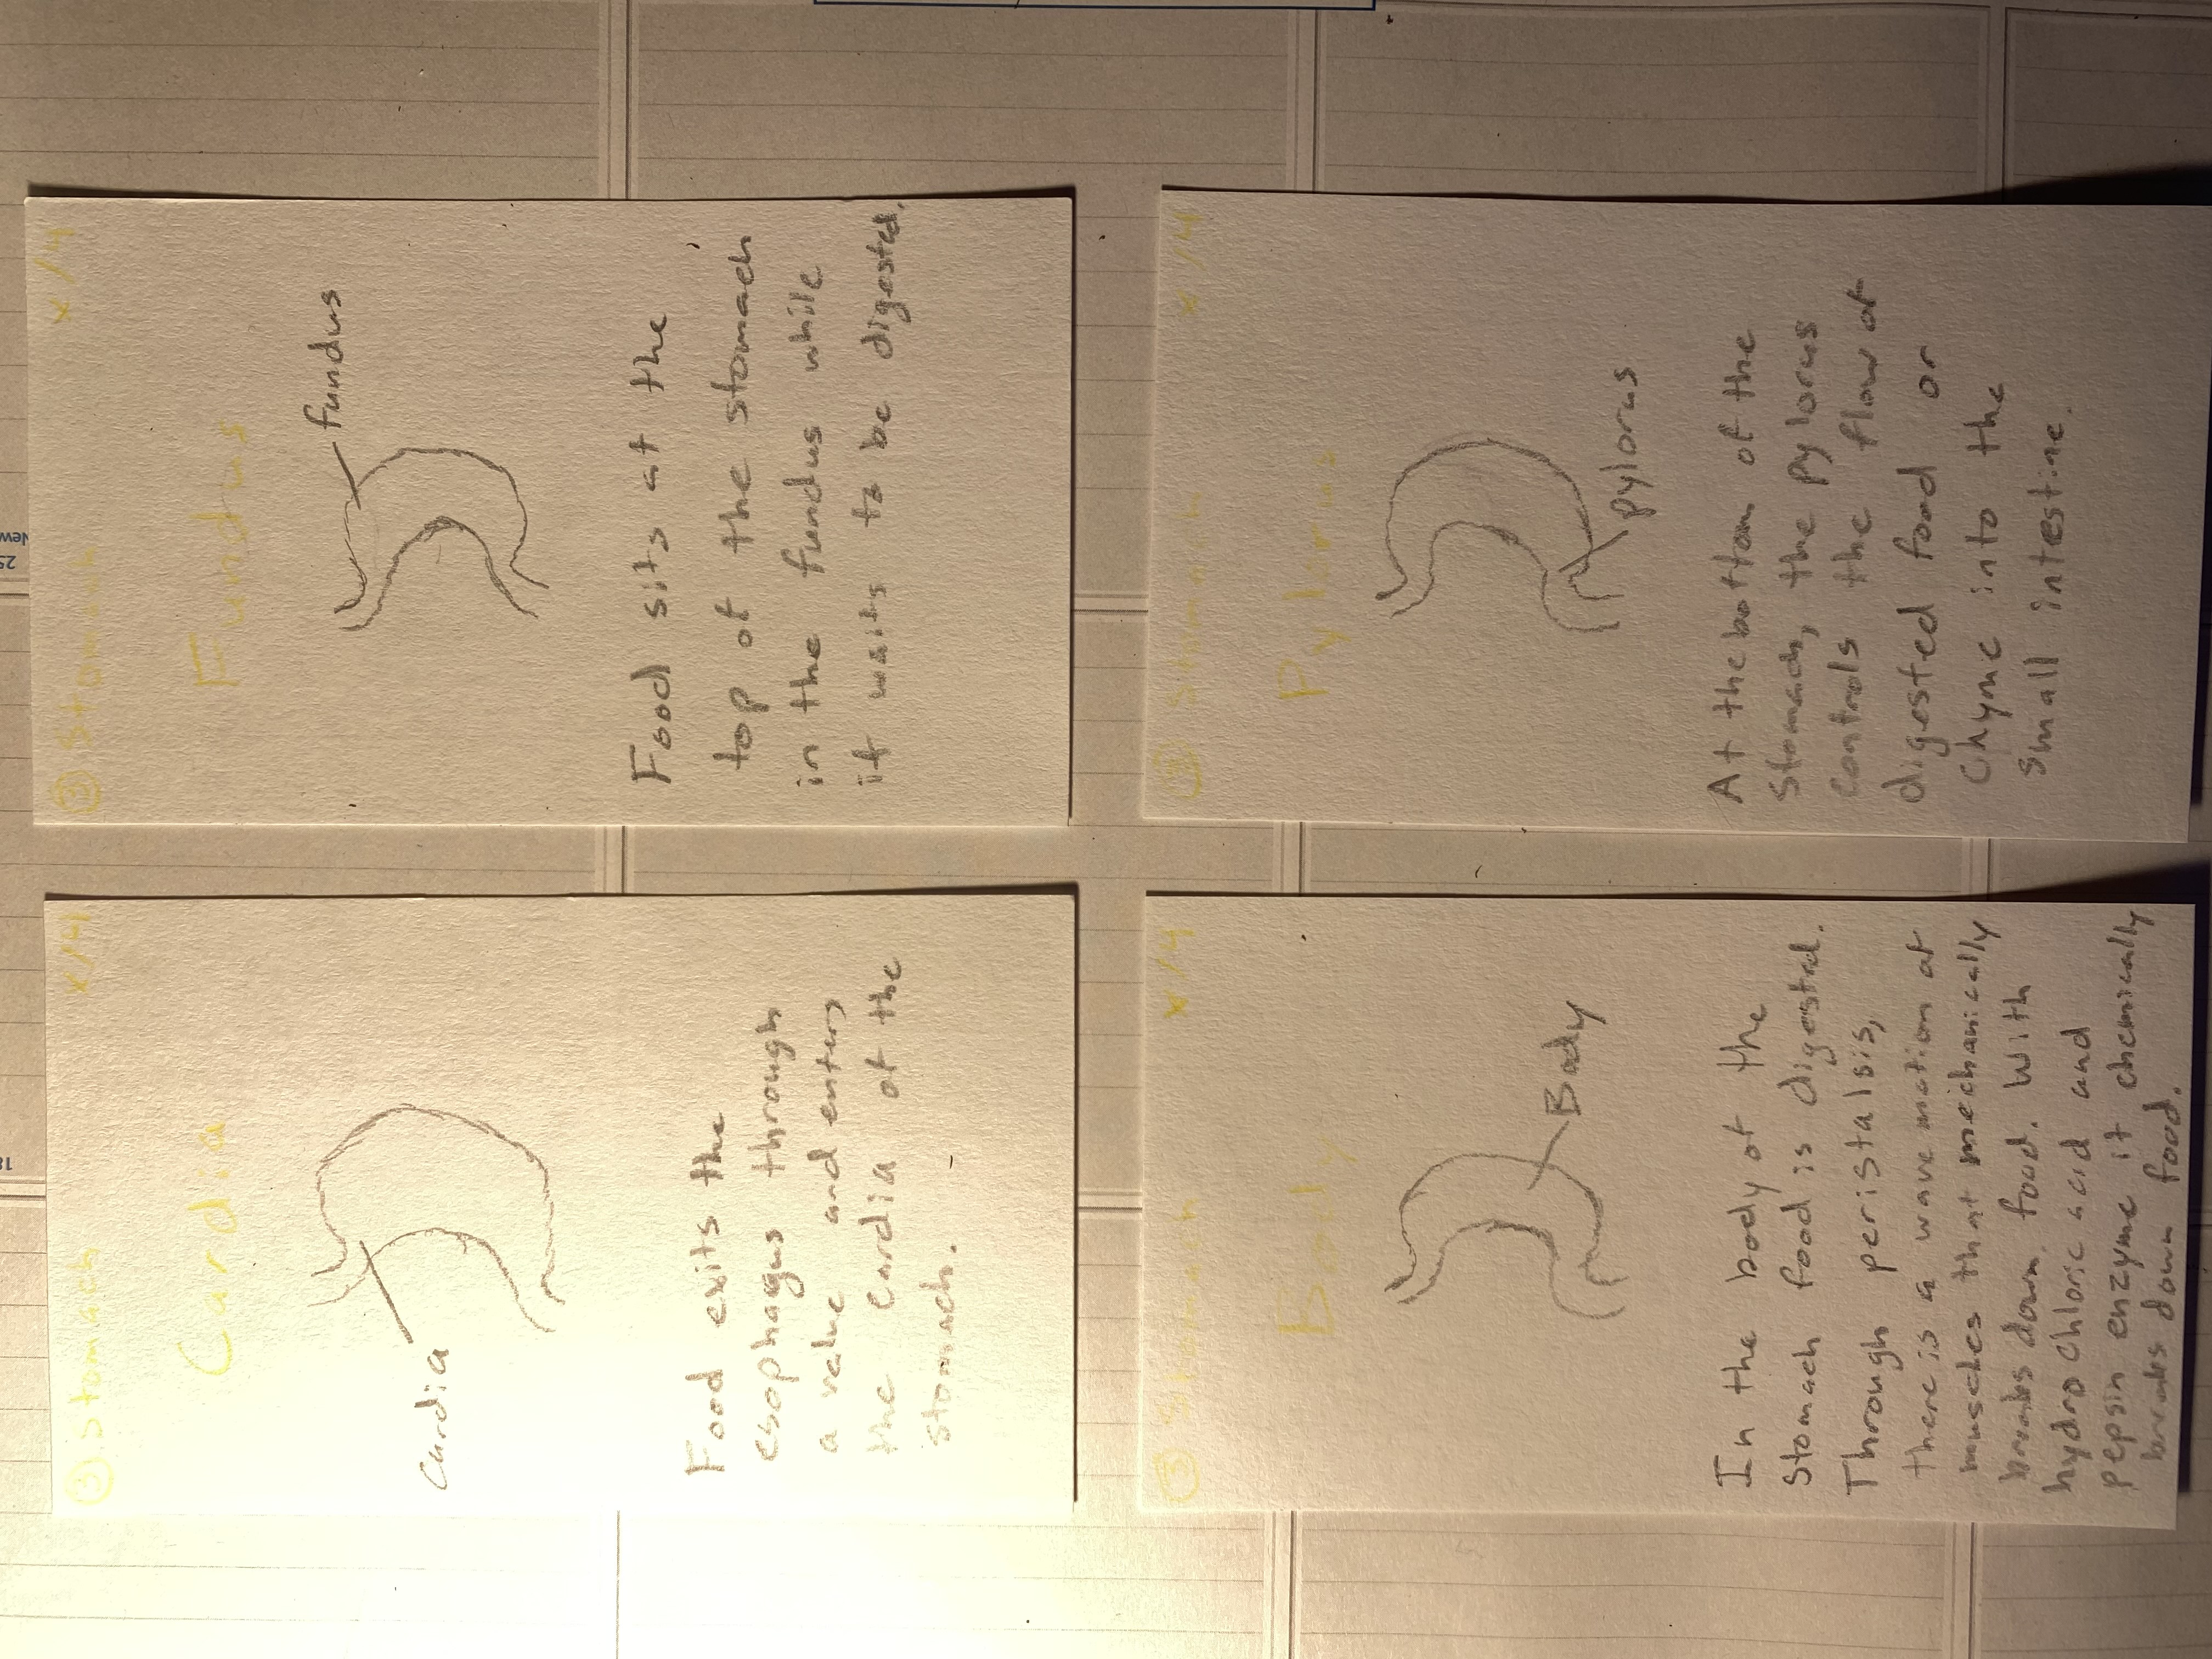 18
25
New
③ Stomach x/4
Cardia
Cardia
Food exits the
esophagus through
a valve and enters
the cardia of the
stomach.
③ Stomach x/4
Fundus
fundus
Food sits at the
top of the stomach
in the fundus while
it waits to be digested.
③ Stomach x/4
Body
Body
In the body of the
Stomach food is digested.
Through peristalsis,
there is a wave motion of
muscles that mechanically
breaks down food. With
hydrochloric acid and
pepsin enzyme it chemically
breaks down food.
③ Stomach x/4
Pylorus
pylorus
At the bottom of the
Stomach, the pylorus
controls the flow of
digested food or
Chyme into the
small intestine.